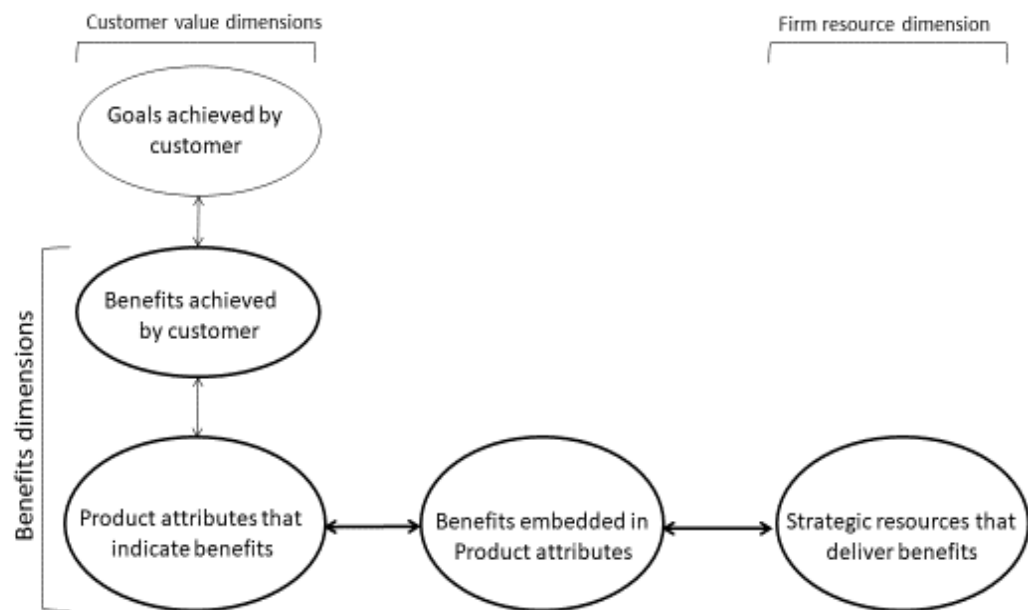 Customer value dimensions
Firm resource dimension
Goals achieved by
customer
Benefits dimensions
Benefits achieved
by customer
Product attributes that
indicate benefits
Benefits embedded in
Product attributes
Strategic resources that
deliver benefits